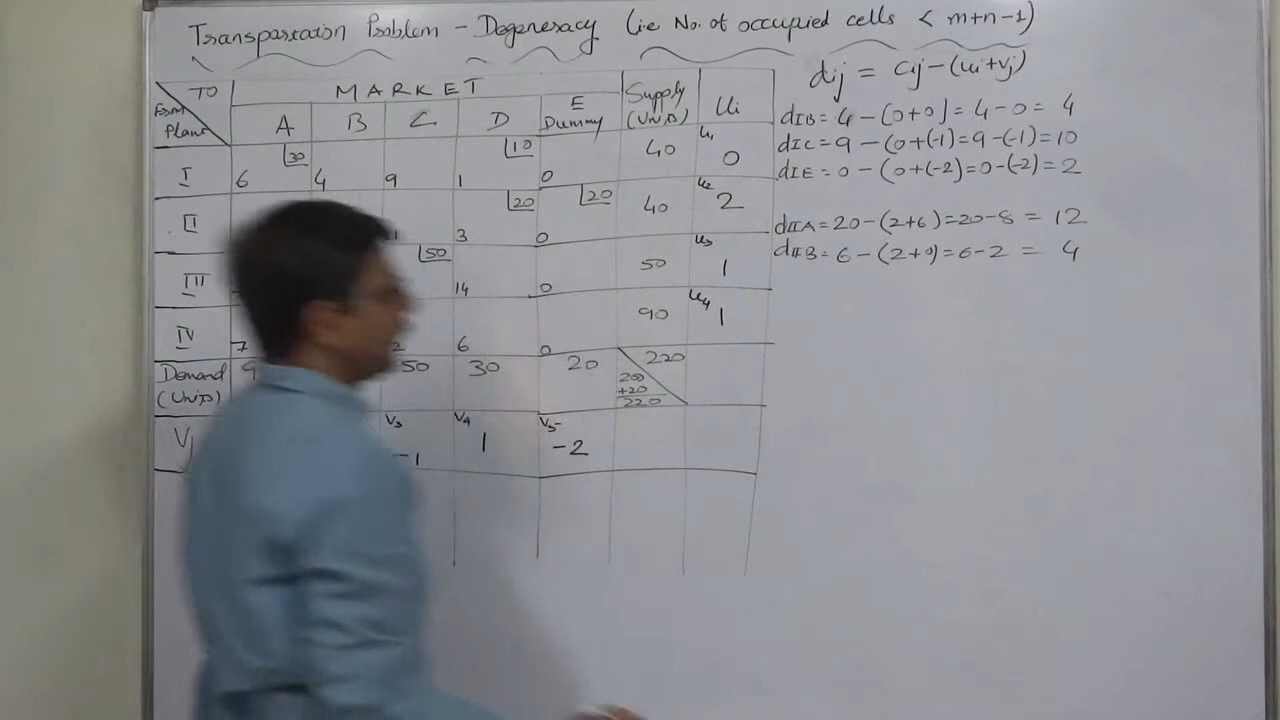 Transportation Problem - Degeneracy (i.e No. of occupied cells < m+n-1)
dij = Cij-(ui+vj)
TO MARKET Supply (Unit) Ui
From Plant A B C D E Dummy
I 6 30 4 9 1 10 0 40 u1 0
II 3 20 0 20 40 u2 2
III 50 14 0 50 u3 1
IV 7 2 6 0 90 u4 1
Demand (Unit) 9 50 30 20 220
200
+20
220
V3 -1 V4 1 V5 -2
dIB = 4 - (0+0) = 4-0 = 4
dIC = 9 - (0+(-1) = 9-(-1) = 10
dIE = 0 - (0+(-2) = 0-(-2) = 2
dIIA = 20-(2+6) = 20-8 = 12
dIIB = 6 - (2+0) = 6-2 = 4